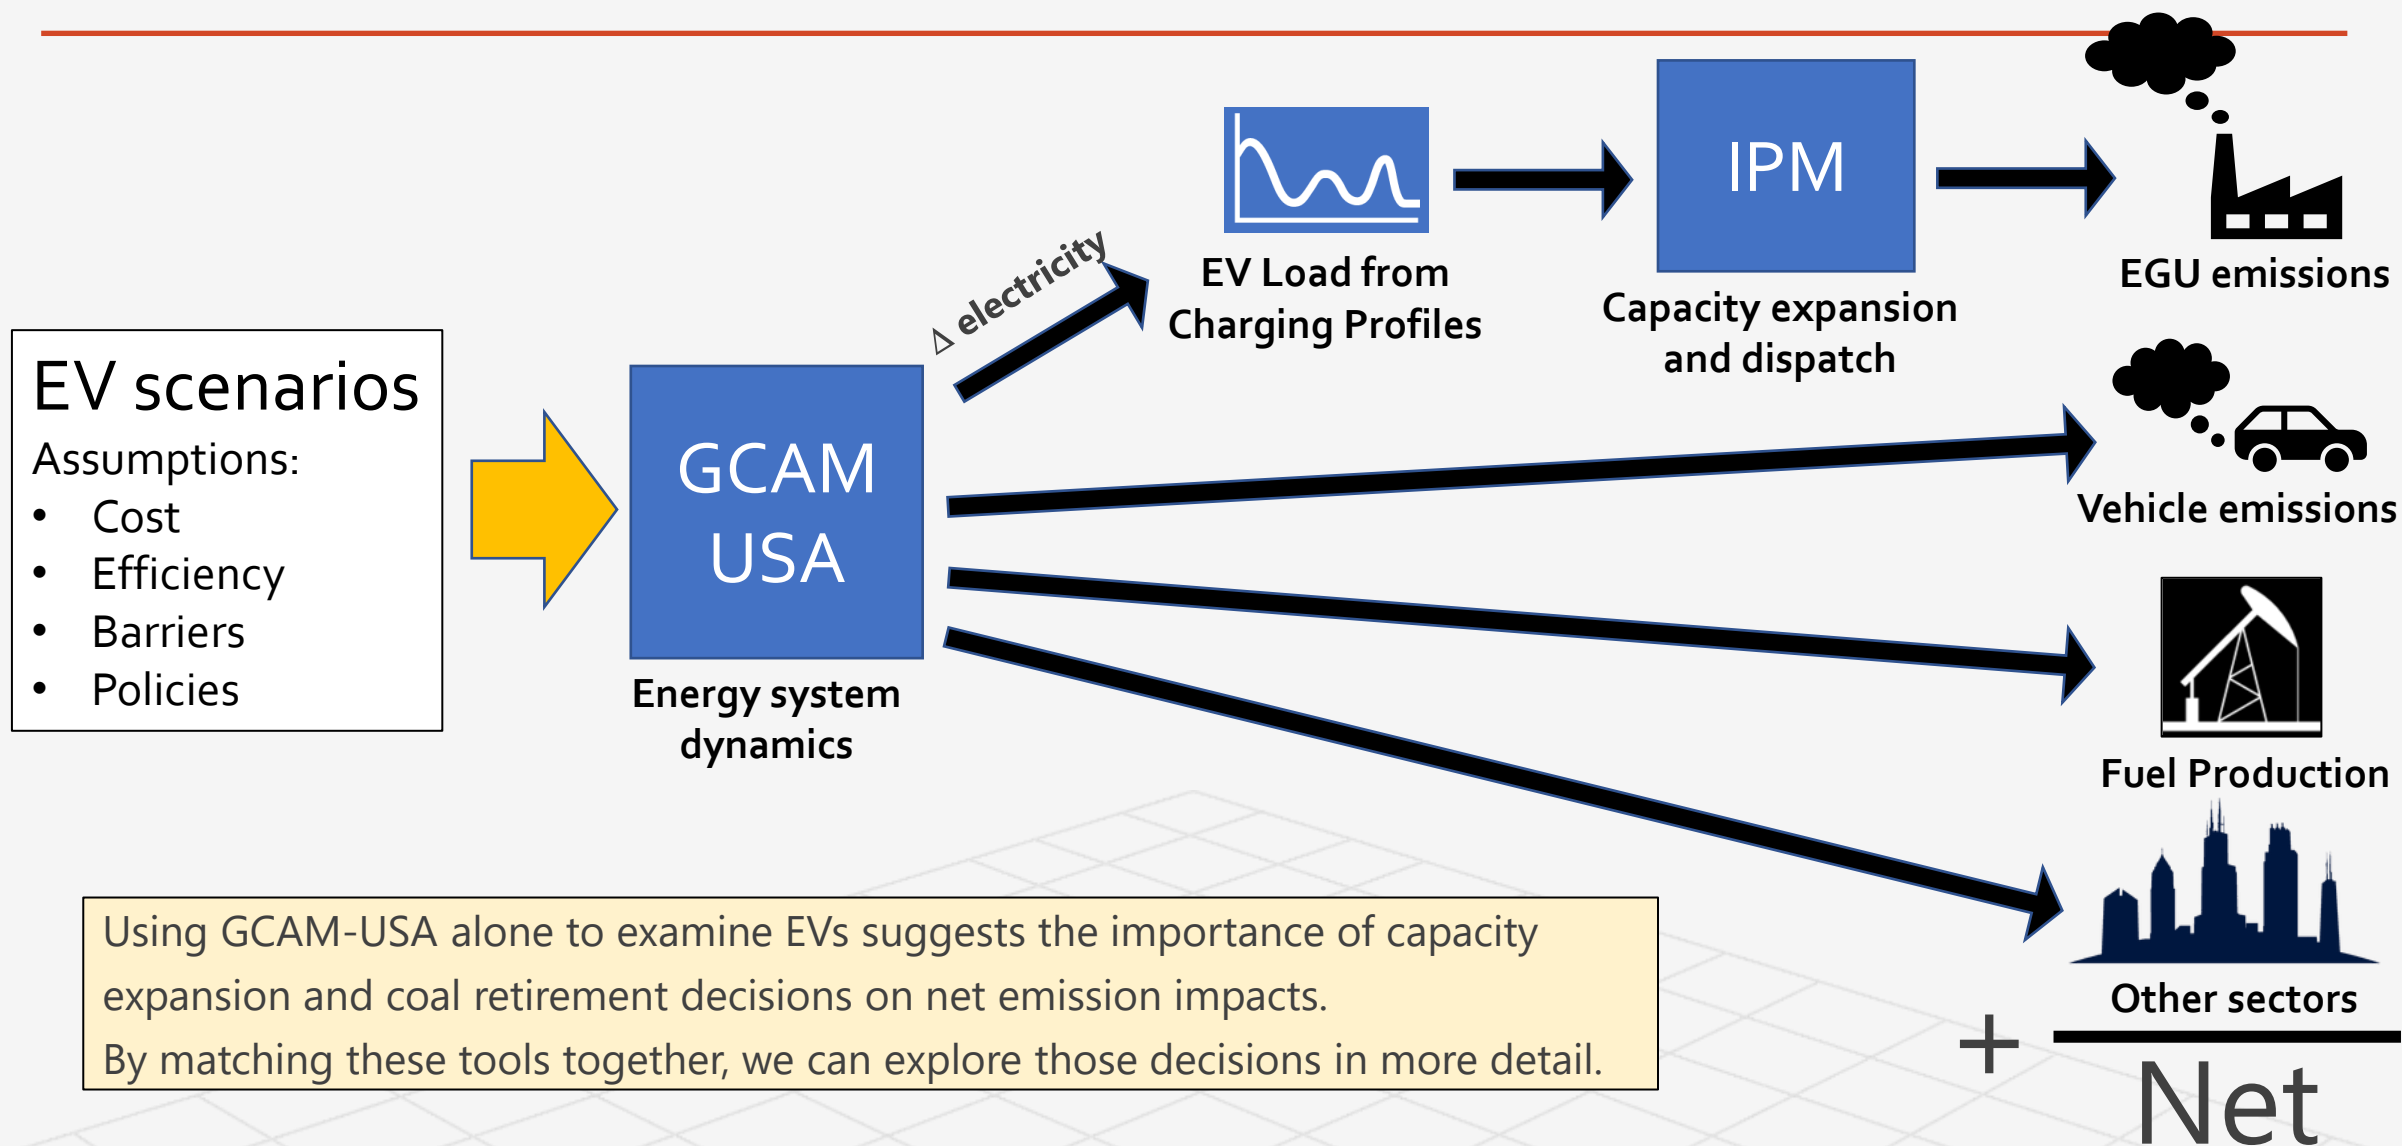 EV scenarios
Assumptions:
• Cost
• Efficiency
• Barriers
• Policies
GCAM
USA
Energy system
dynamics
Δ electricity
EV Load from
Charging Profiles
IPM
Capacity expansion
and dispatch
EGU emissions
Vehicle emissions
Fuel Production
Other sectors
+
Net
Using GCAM-USA alone to examine EVs suggests the importance of capacity
expansion and coal retirement decisions on net emission impacts.
By matching these tools together, we can explore those decisions in more detail.